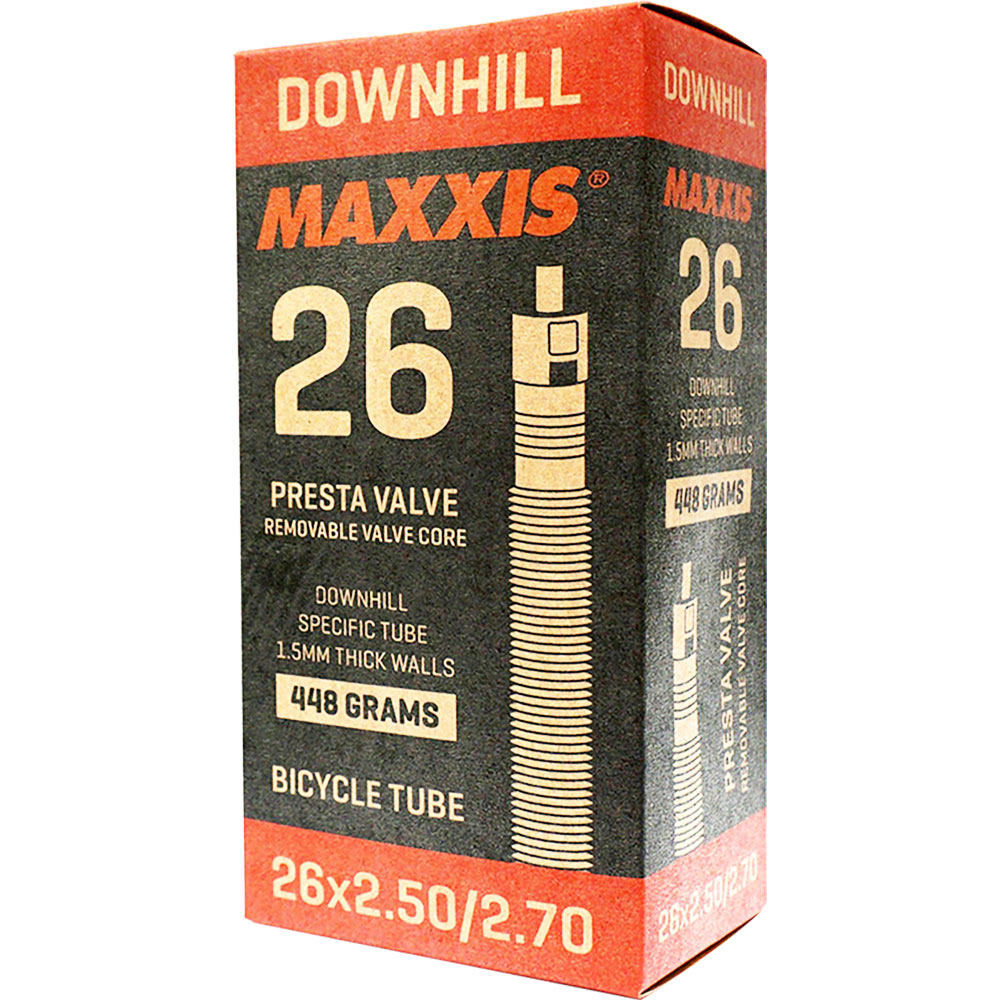 DOWNHILL
MAXXIS®
26
PRESTA VALVE
REMOVABLE VALVE CORE
DOWNHILL
SPECIFIC TUBE
1.5MM THICK WALLS
448 GRAMS
BICYCLE TUBE
26x2.50/2.70
DOWNHILL
MAXXIS
26
DOWNHILL
SPECIFIC TUBE
1.5MM THICK WALLS
448 GRAMS
PRESTA VALVE
REMOVABLE VALVE CORE
26x2.50/2.70